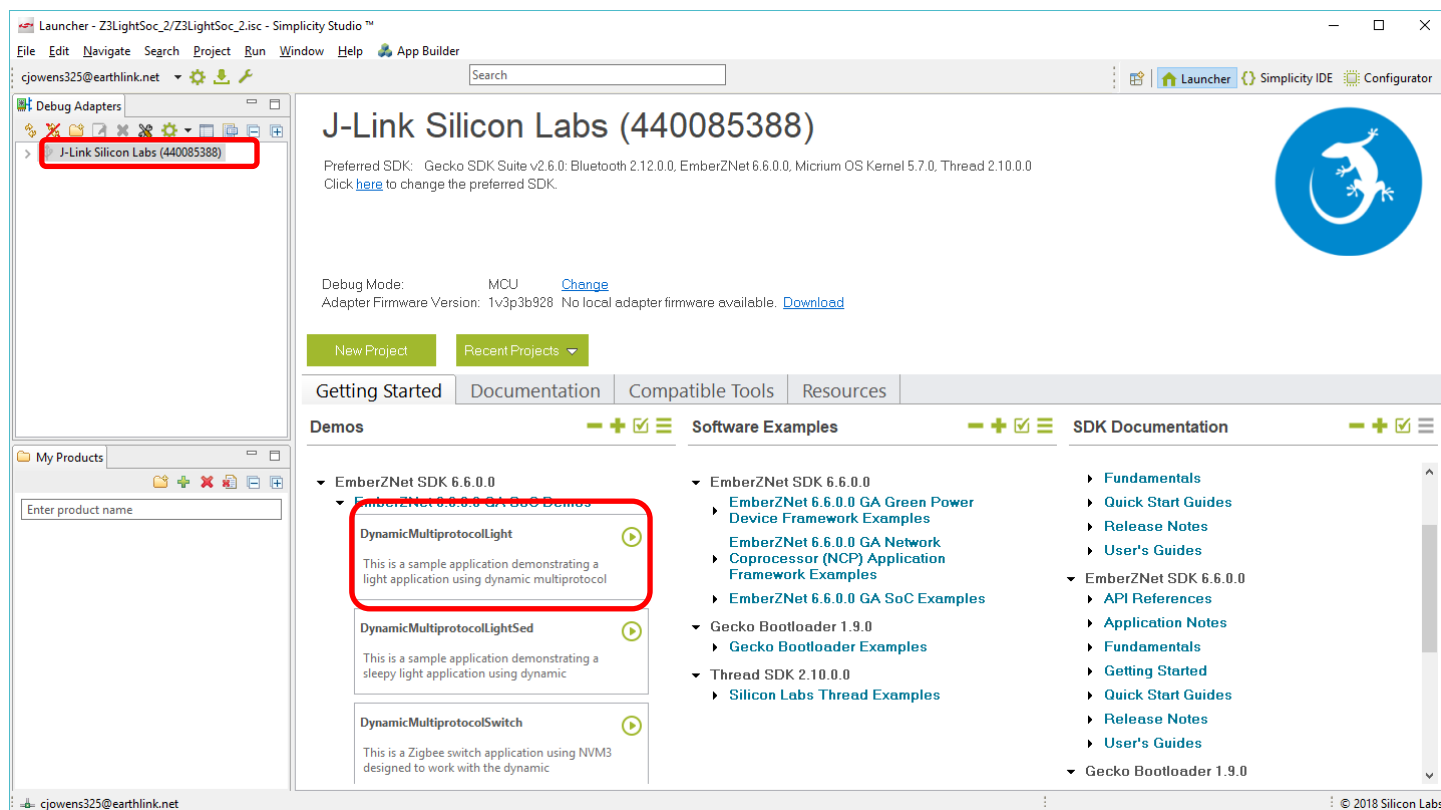 Launcher - Z3LightSoc_2/Z3LightSoc_2.isc - Simplicity Studio ™
File Edit Navigate Search Project Run Window Help App Builder
cjowens325@earthlink.net
Search
Launcher
Simplicity IDE
Configurator
Debug Adapters
J-Link Silicon Labs (440085388)
My Products
Enter product name
J-Link Silicon Labs (440085388)
Preferred SDK: Gecko SDK Suite v2.6.0: Bluetooth 2.12.0.0, EmberZNet 6.6.0.0, Micrium OS Kernel 5.7.0, Thread 2.10.0.0
Click here to change the preferred SDK.
Debug Mode: MCU Change
Adapter Firmware Version: 1v3p3b928 No local adapter firmware available. Download
New Project
Recent Projects
Getting Started
Documentation
Compatible Tools
Resources
Demos
EmberZNet SDK 6.6.0.0
EmberZNet 6.6.0.0 GA SoC Demos
DynamicMultiprotocolLight
This is a sample application demonstrating a
light application using dynamic multiprotocol
DynamicMultiprotocolLightSed
This is a sample application demonstrating a
sleepy light application using dynamic
DynamicMultiprotocolSwitch
This is a Zigbee switch application using NVM3
designed to work with the dynamic
Software Examples
EmberZNet SDK 6.6.0.0
EmberZNet 6.6.0.0 GA Green Power
Device Framework Examples
EmberZNet 6.6.0.0 GA Network
Coprocessor (NCP) Application
Framework Examples
EmberZNet 6.6.0.0 GA SoC Examples
Gecko Bootloader 1.9.0
Gecko Bootloader Examples
Thread SDK 2.10.0.0
Silicon Labs Thread Examples
SDK Documentation
Fundamentals
Quick Start Guides
Release Notes
User's Guides
EmberZNet SDK 6.6.0.0
API References
Application Notes
Fundamentals
Getting Started
Quick Start Guides
Release Notes
User's Guides
Gecko Bootloader 1.9.0
cjowens325@earthlink.net
© 2018 Silicon Labs